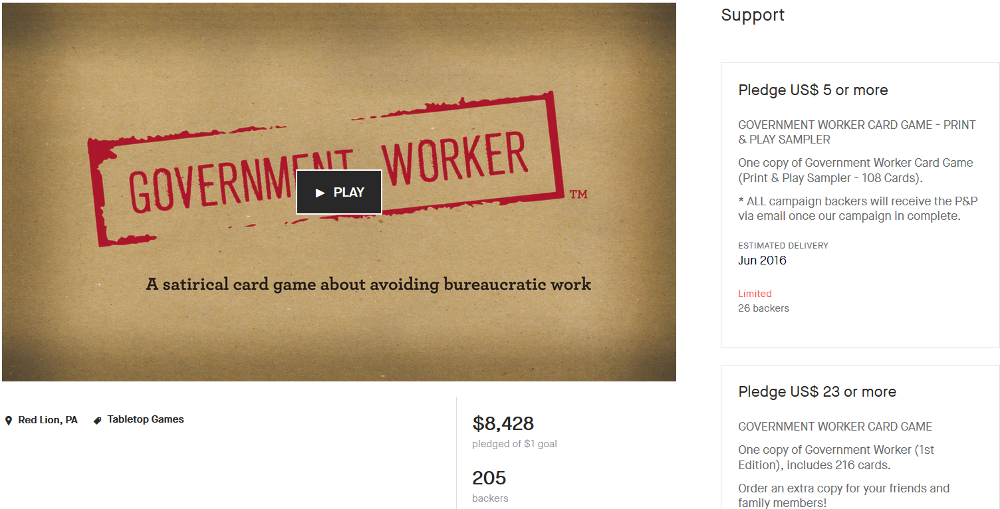 GOVERNMENT WORKER
TM
PLAY
A satirical card game about avoiding bureaucratic work
Red Lion, PA
Tabletop Games
$8,428
pledged of $1 goal
205
backers
Support
Pledge US$ 5 or more
GOVERNMENT WORKER CARD GAME - PRINT
& PLAY SAMPLER
One copy of Government Worker Card Game
(Print & Play Sampler - 108 Cards).
* ALL campaign backers will receive the P&P
via email once our campaign in complete.
ESTIMATED DELIVERY
Jun 2016
Limited
26 backers
Pledge US$ 23 or more
GOVERNMENT WORKER CARD GAME
One copy of Government Worker (1st
Edition), includes 216 cards.
Order an extra copy for your friends and
family members!